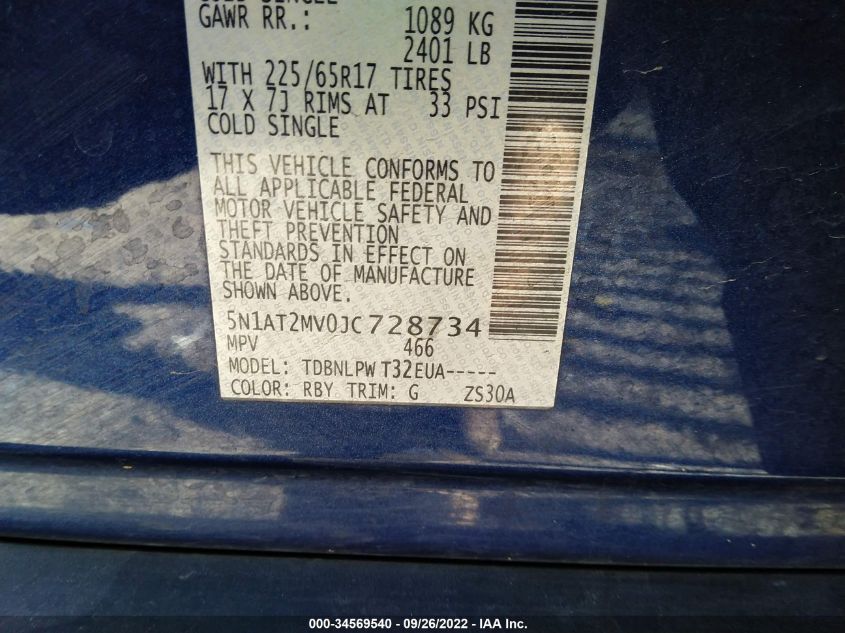 GAWR RR.: 1089 KG
2401 LB
WITH 225/65R17 TIRES
17 X 7J RIMS AT 33 PSI
COLD SINGLE
THIS VEHICLE CONFORMS TO
ALL APPLICABLE FEDERAL
MOTOR VEHICLE SAFETY AND
THEFT PREVENTION
STANDARDS IN EFFECT ON
THE DATE OF MANUFACTURE
SHOWN ABOVE.
5N1AT2MV0JC728734
MPV 466
MODEL: TDBNLPW T32EUA-----
COLOR: RBY TRIM: G ZS30A
000-34569540 - 09/26/2022 - IAA Inc.